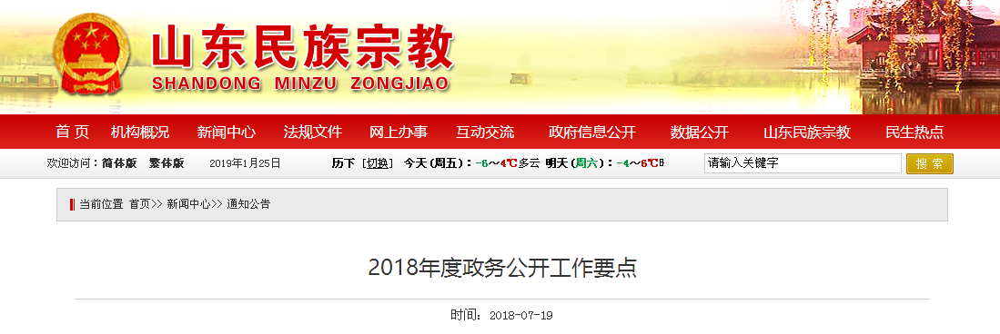 山东民族宗教
SHANDONG MINZU ZONGJIAO
首 页 机构概况 新闻中心 法规文件 网上办事 互动交流 政府信息公开 数据公开 山东民族宗教 民生热点
欢迎访问：简体版 繁体版 2019年1月25日 历下 [切换] 今天(周五)：-6～4℃多云 明天(周六)：-4～6℃ 请输入关键字 搜 索
当前位置 首页>> 新闻中心>> 通知公告
2018年度政务公开工作要点
时间：2018-07-19